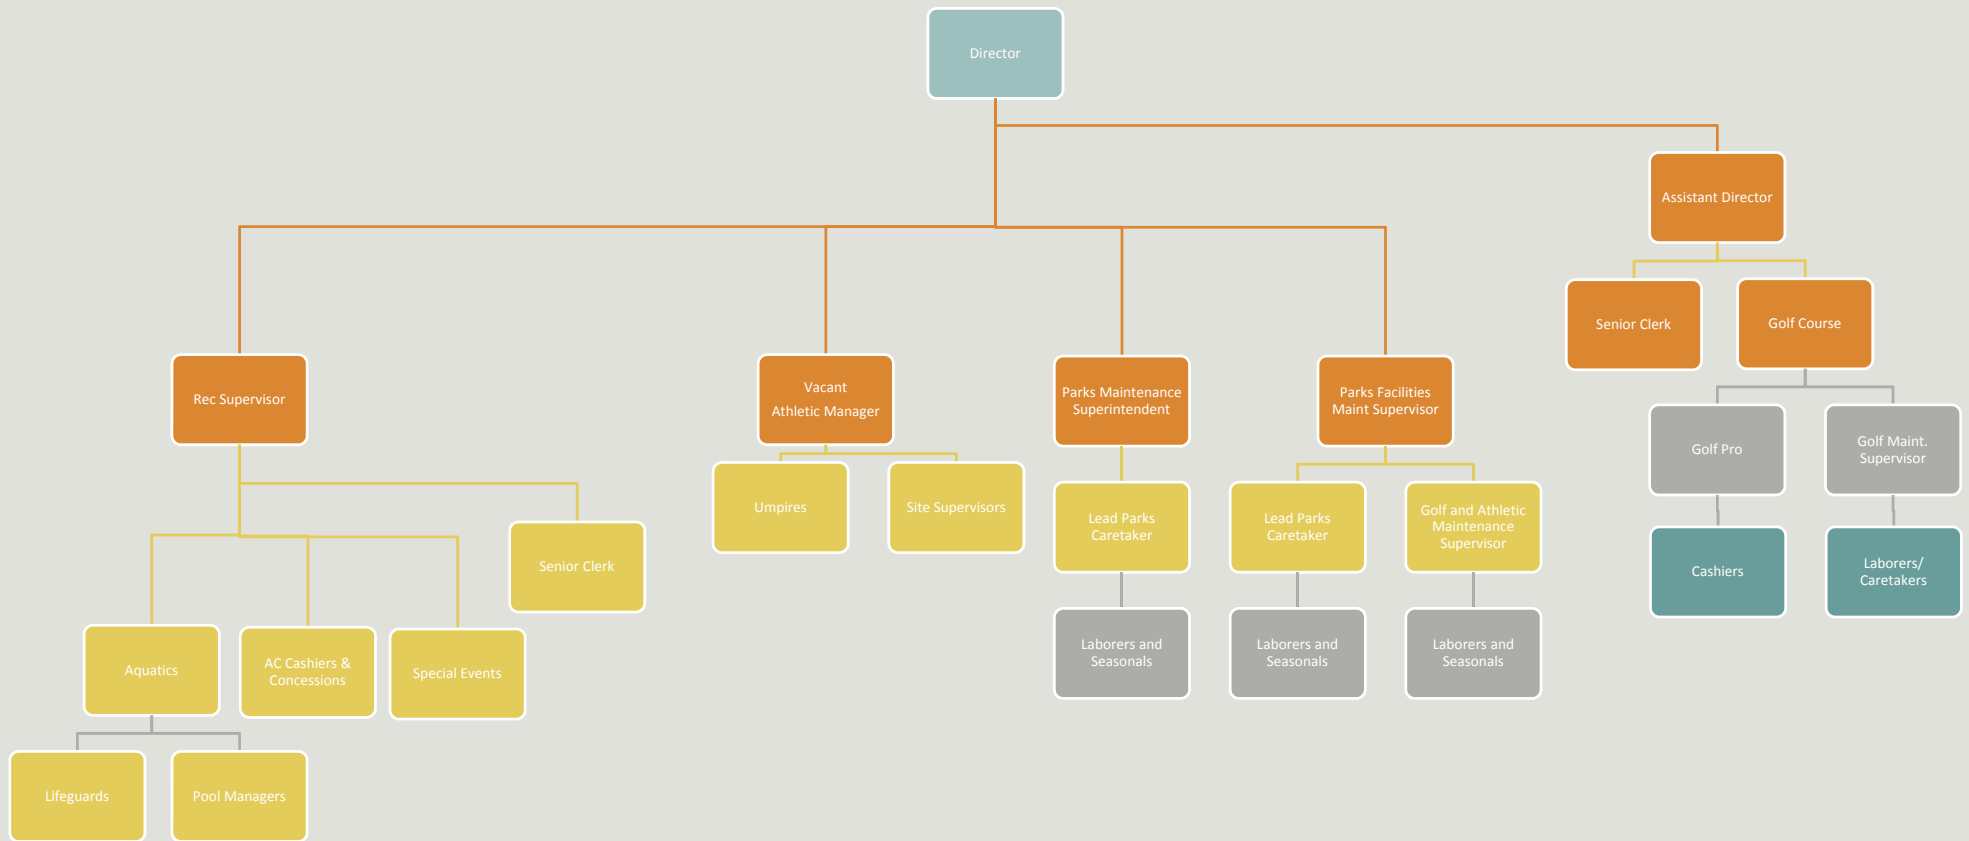 Director
Assistant Director
Senior Clerk
Golf Course
Rec Supervisor
Vacant
Athletic Manager
Parks Maintenance
Superintendent
Parks Facilities
Maint Supervisor
Golf Pro
Golf Maint.
Supervisor
Umpires
Site Supervisors
Lead Parks
Caretaker
Lead Parks
Caretaker
Golf and Athletic
Maintenance
Supervisor
Senior Clerk
Cashiers
Laborers/
Caretakers
Aquatics
AC Cashiers &
Concessions
Special Events
Laborers and
Seasonals
Laborers and
Seasonals
Laborers and
Seasonals
Lifeguards
Pool Managers